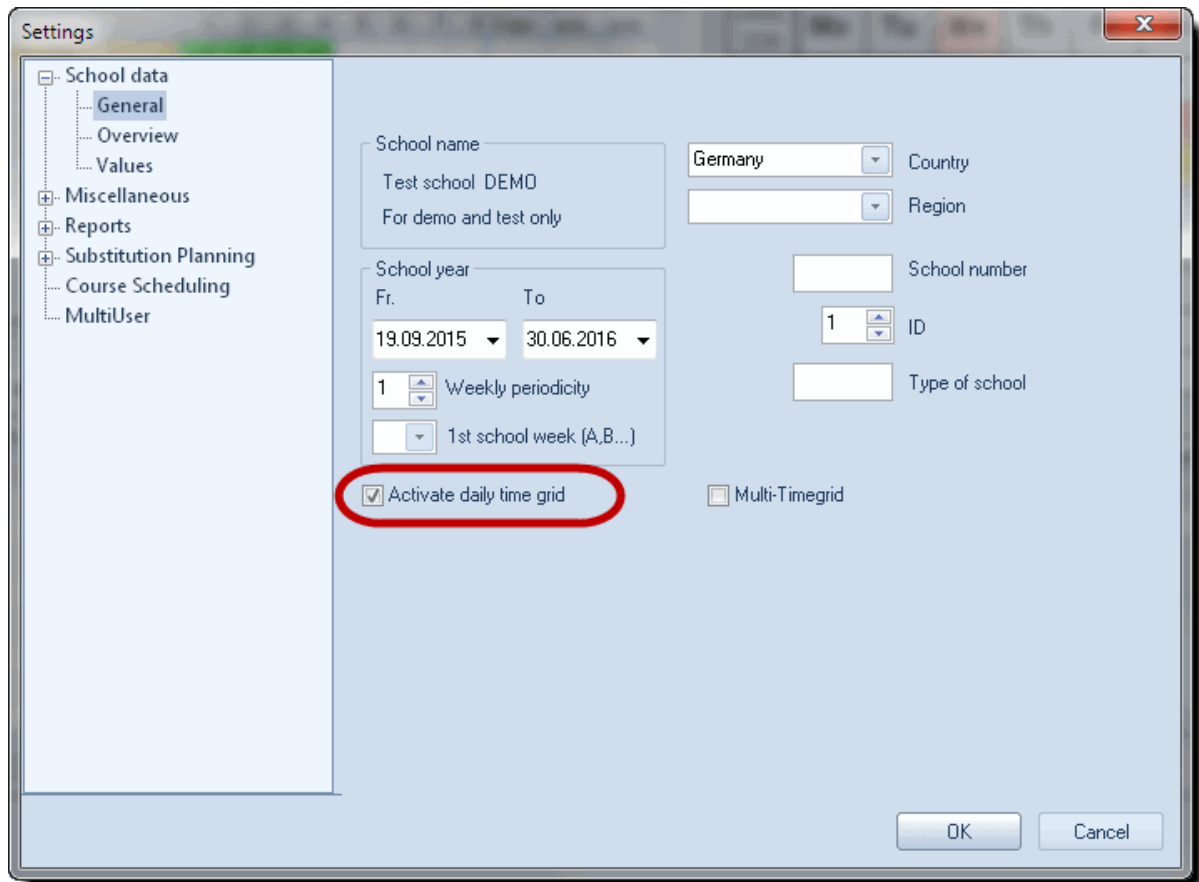 Settings
School data
General
Overview
Values
Miscellaneous
Reports
Substitution Planning
Course Scheduling
MultiUser
School name
Test school DEMO
For demo and test only
Germany
Country
Region
School year
Fr. To
19.09.2015 30.06.2016
1 Weekly periodicity
1st school week (A,B...)
School number
1 ID
Type of school
Activate daily time grid
Multi-Timegrid
OK Cancel